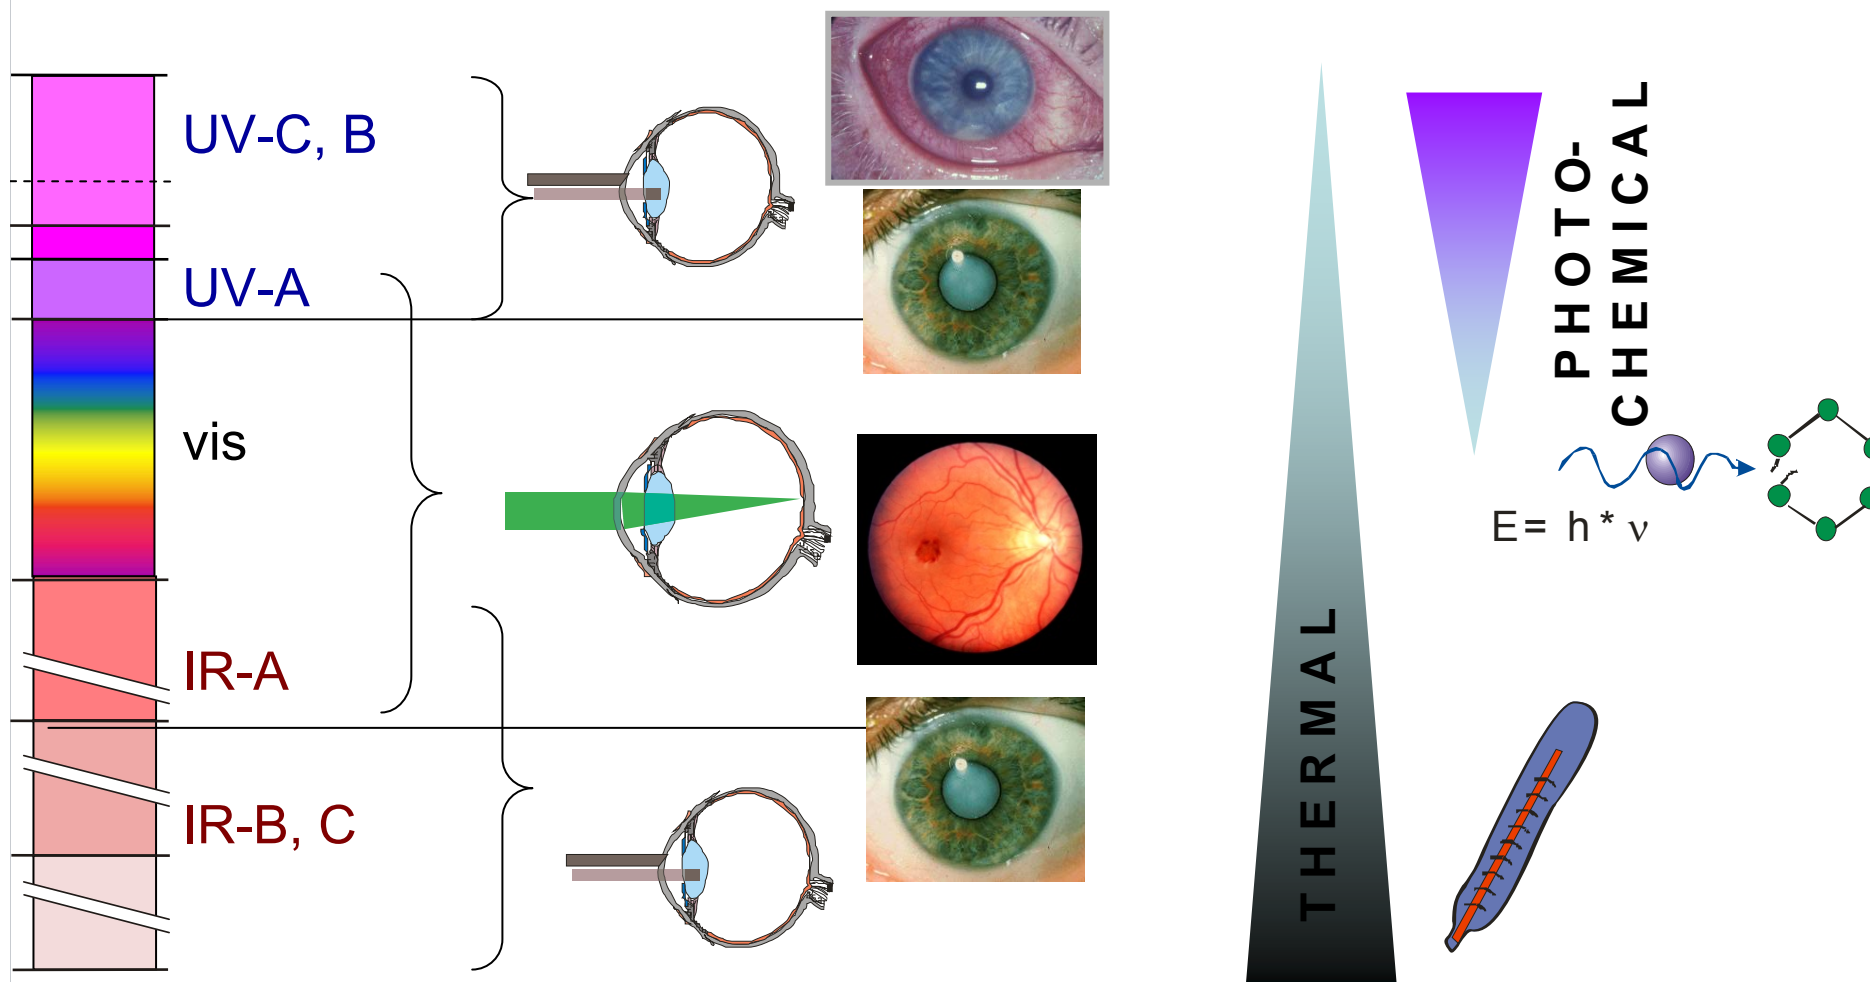 UV-C, B
UV-A
vis
IR-A
IR-B, C
THERMAL
PHOTO-
CHEMICAL
E= h * ν